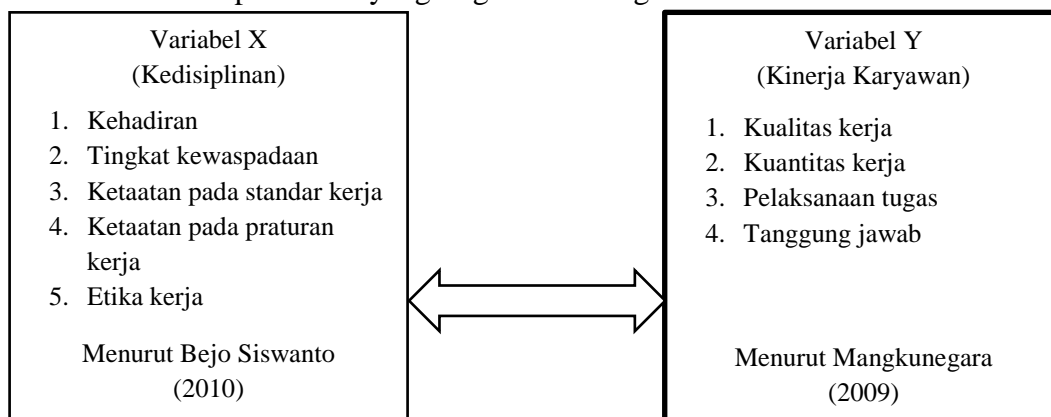 Variabel X
(Kedisiplinan)
1. Kehadiran
2. Tingkat kewaspadaan
3. Ketaatan pada standar kerja
4. Ketaatan pada praturan
kerja
5. Etika kerja
Menurut Bejo Siswanto
(2010)
Variabel Y
(Kinerja Karyawan)
1. Kualitas kerja
2. Kuantitas kerja
3. Pelaksanaan tugas
4. Tanggung jawab
Menurut Mangkunegara
(2009)